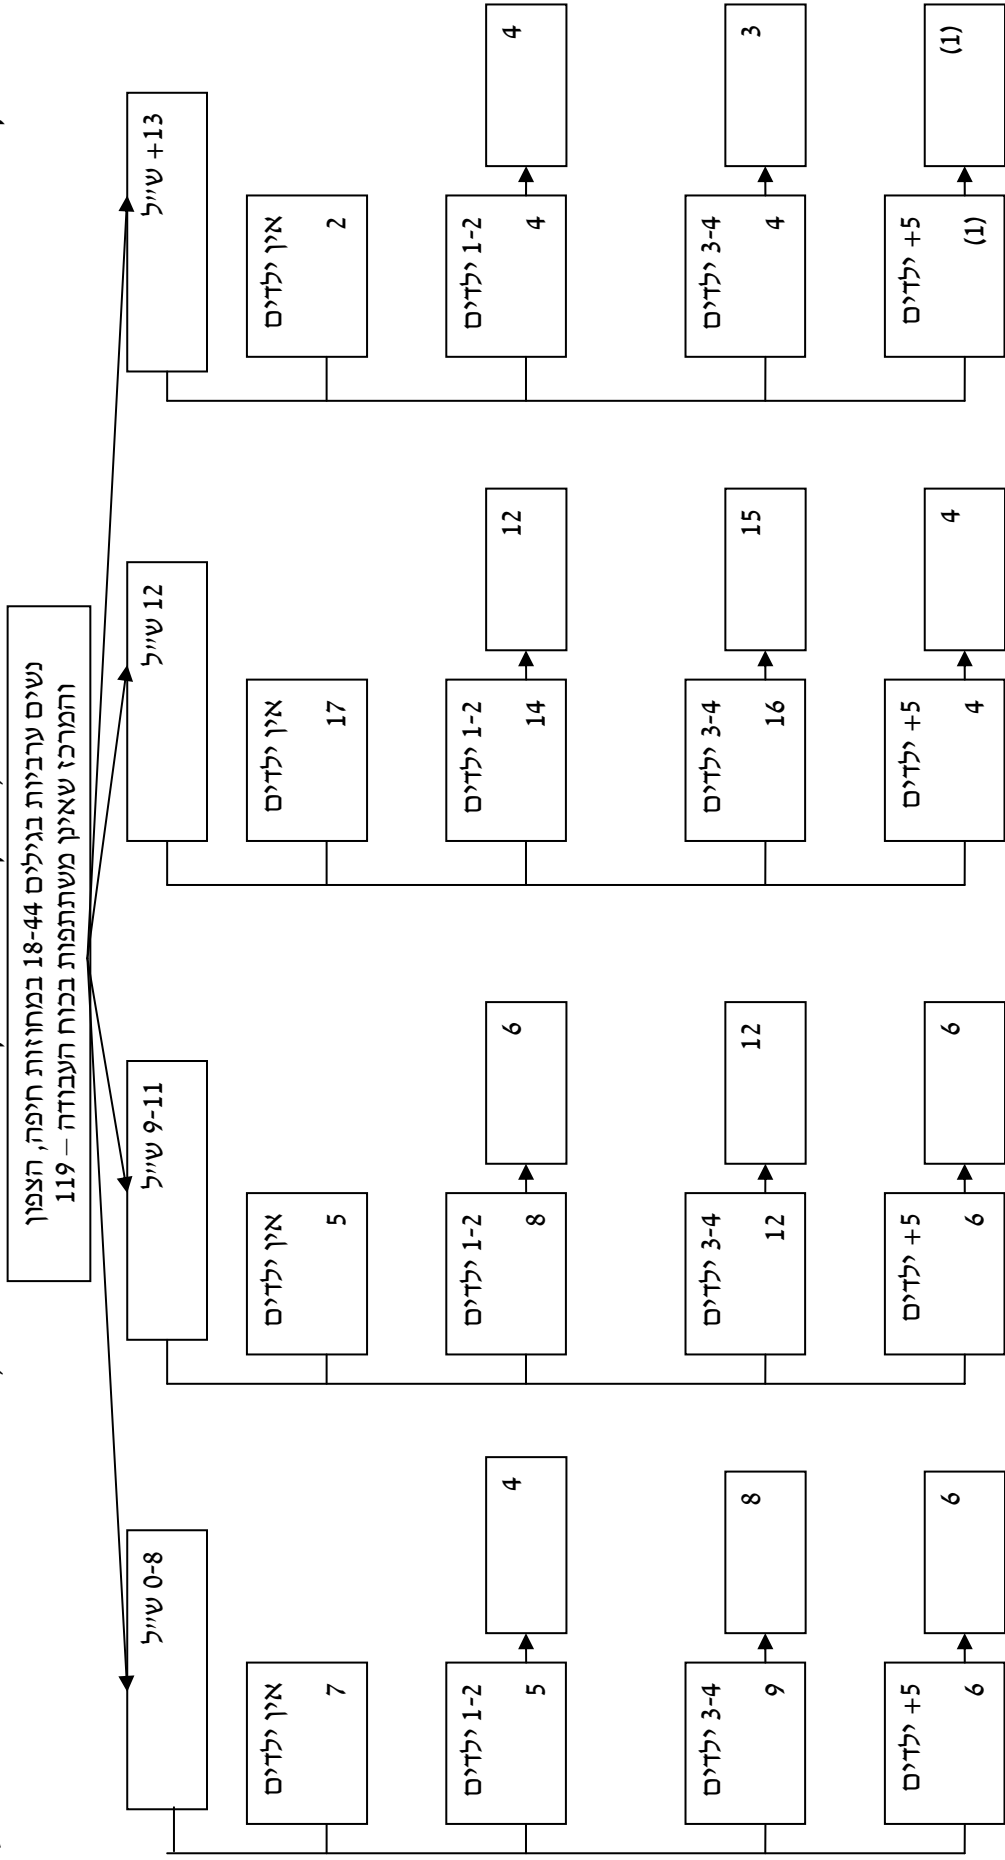 נשים ערביות בגילים 18-44 במחוזות חיפה, הצפון
והמרכז שאינן משתתפות בכוח העבודה – 119
13+ שי"ל
אין ילדים
2
1-2 ילדים
4
4
3-4 ילדים
4
3
5+ ילדים
(1)
(1)
12 שי"ל
אין ילדים
17
1-2 ילדים
14
12
3-4 ילדים
16
15
5+ ילדים
4
4
9-11 שי"ל
אין ילדים
5
1-2 ילדים
8
6
3-4 ילדים
12
12
5+ ילדים
6
6
0-8 שי"ל
אין ילדים
7
1-2 ילדים
5
4
3-4 ילדים
9
8
5+ ילדים
6
6